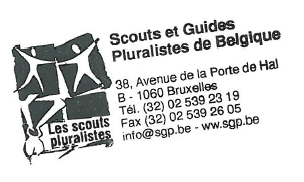 Scouts et Guides
Pluralistes de Belgique
38, Avenue de la Porte de Hal
B - 1060 Bruxelles
Tél. (32) 02 539 23 19
Fax (32) 02 539 26 05
info@sgp.be - ww.sgp.be
Les scouts
pluralistes